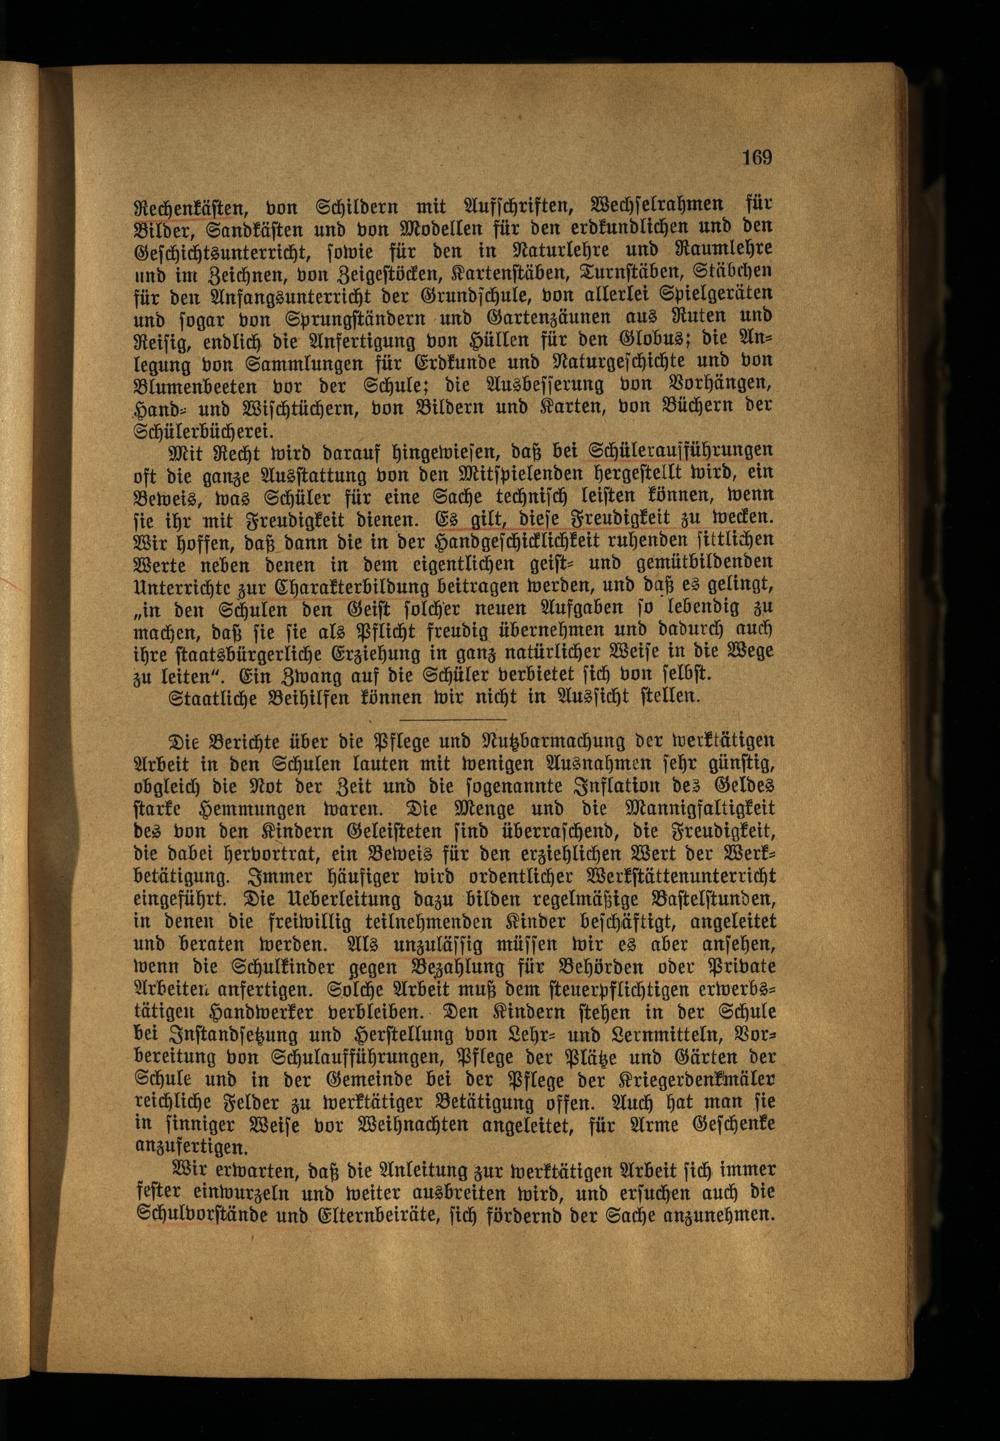 169
Rechenkästen, von Schildern mit Aufschriften, Wechselrahmen für
Bilder, Sandkästen und von Modellen für den erdkundlichen und den
Geschichtsunterricht, sowie für den in Naturlehre und Raumlehre
und im Zeichnen, von Zeigestöcken, Kartenstäben, Turnstäben, Stäbchen
für den Anfangsunterricht der Grundschule, von allerlei Spielgeräten
und sogar von Sprungständern und Gartenzäunen aus Ruten und
Reisig, endlich die Anfertigung von Hüllen für den Globus; die An-
legung von Sammlungen für Erdkunde und Naturgeschichte und von
Blumenbeeten vor der Schule; die Ausbesserung von Vorhängen,
Hand- und Wischtüchern, von Bildern und Karten, von Büchern der
Schülerbücherei.
Mit Recht wird darauf hingewiesen, daß bei Schüleraufführungen
oft die ganze Ausstattung von den Mitspielenden hergestellt wird, ein
Beweis, was Schüler für eine Sache technisch leisten können, wenn
sie ihr mit Freudigkeit dienen. Es gilt, diese Freudigkeit zu wecken.
Wir hoffen, daß dann die in der Handgeschicklichkeit ruhenden sittlichen
Werte neben denen in dem eigentlichen geist- und gemütbildenden
Unterrichte zur Charakterbildung beitragen werden, und daß es gelingt,
„in den Schulen den Geist solcher neuen Aufgaben so lebendig zu
machen, daß sie sie als Pflicht freudig übernehmen und dadurch auch
ihre staatsbürgerliche Erziehung in ganz natürlicher Weise in die Wege
zu leiten“. Ein Zwang auf die Schüler verbietet sich von selbst.
Staatliche Beihilfen können wir nicht in Aussicht stellen.
Die Berichte über die Pflege und Nutzbarmachung der werktätigen
Arbeit in den Schulen lauten mit wenigen Ausnahmen sehr günstig,
obgleich die Not der Zeit und die sogenannte Inflation des Geldes
starke Hemmungen waren. Die Menge und die Mannigfaltigkeit
des von den Kindern Geleisteten sind überraschend, die Freudigkeit,
die dabei hervortrat, ein Beweis für den erziehlichen Wert der Werk-
betätigung. Immer häufiger wird ordentlicher Werkstättenunterricht
eingeführt. Die Ueberleitung dazu bilden regelmäßige Bastelstunden,
in denen die freiwillig teilnehmenden Kinder beschäftigt, angeleitet
und beraten werden. Als unzulässig müssen wir es aber ansehen,
wenn die Schulkinder gegen Bezahlung für Behörden oder Private
Arbeiten anfertigen. Solche Arbeit muß dem steuerpflichtigen erwerbs-
tätigen Handwerker verbleiben. Den Kindern stehen in der Schule
bei Instandsetzung und Herstellung von Lehr- und Lernmitteln, Vor-
bereitung von Schulaufführungen, Pflege der Plätze und Gärten der
Schule und in der Gemeinde bei der Pflege der Kriegerdenkmäler
reichliche Felder zu werktätiger Betätigung offen. Auch hat man sie
in sinniger Weise vor Weihnachten angeleitet, für Arme Geschenke
anzufertigen.
Wir erwarten, daß die Anleitung zur werktätigen Arbeit sich immer
fester einwurzeln und weiter ausbreiten wird, und ersuchen auch die
Schulvorstände und Elternbeiräte, sich fördernd der Sache anzunehmen.